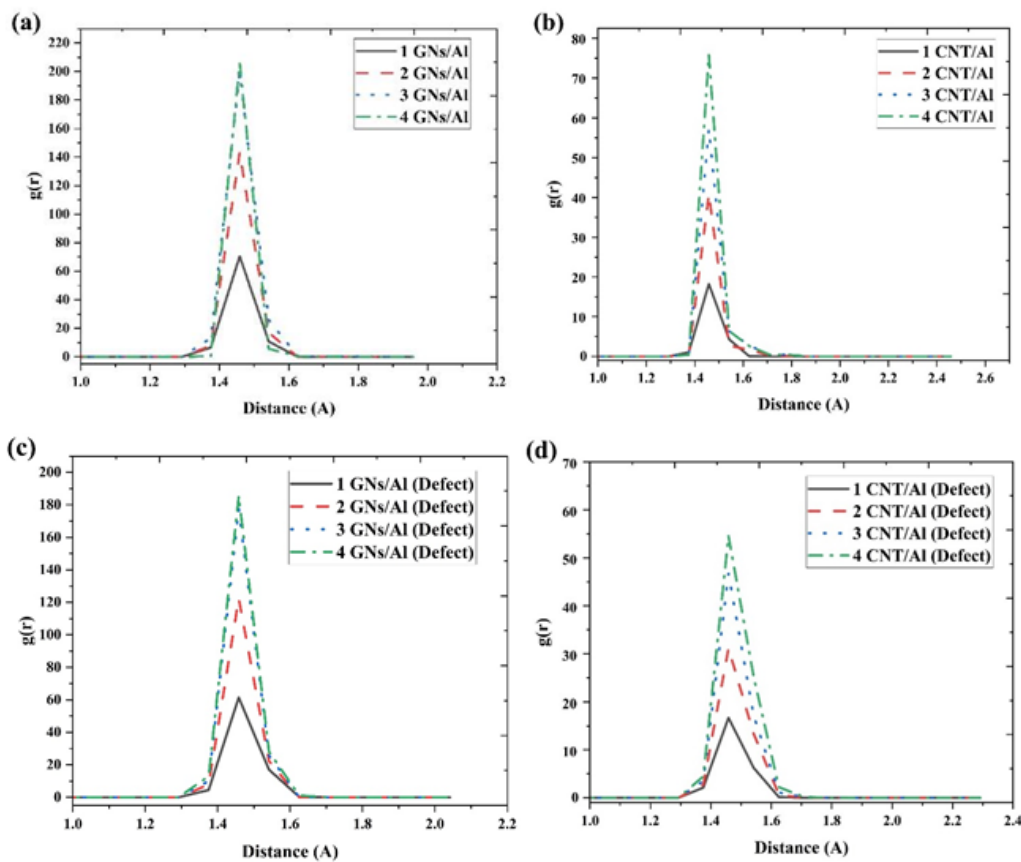 (a)
1 GNs/Al
2 GNs/Al
3 GNs/Al
4 GNs/Al
220
200
180
160
140
120
100
80
60
40
20
0
g(r)
1.0 1.2 1.4 1.6 1.8 2.0 2.2
Distance (A)
(b)
1 CNT/Al
2 CNT/Al
3 CNT/Al
4 CNT/Al
80
70
60
50
40
30
20
10
0
g(r)
1.0 1.2 1.4 1.6 1.8 2.0 2.2 2.4 2.6
Distance (A)
(c)
1 GNs/Al (Defect)
2 GNs/Al (Defect)
3 GNs/Al (Defect)
4 GNs/Al (Defect)
200
180
160
140
120
100
80
60
40
20
0
g(r)
1.0 1.2 1.4 1.6 1.8 2.0 2.2
Distance (A)
(d)
1 CNT/Al (Defect)
2 CNT/Al (Defect)
3 CNT/Al (Defect)
4 CNT/Al (Defect)
70
60
50
40
30
20
10
0
g(r)
1.0 1.2 1.4 1.6 1.8 2.0 2.2 2.4
Distance (A)